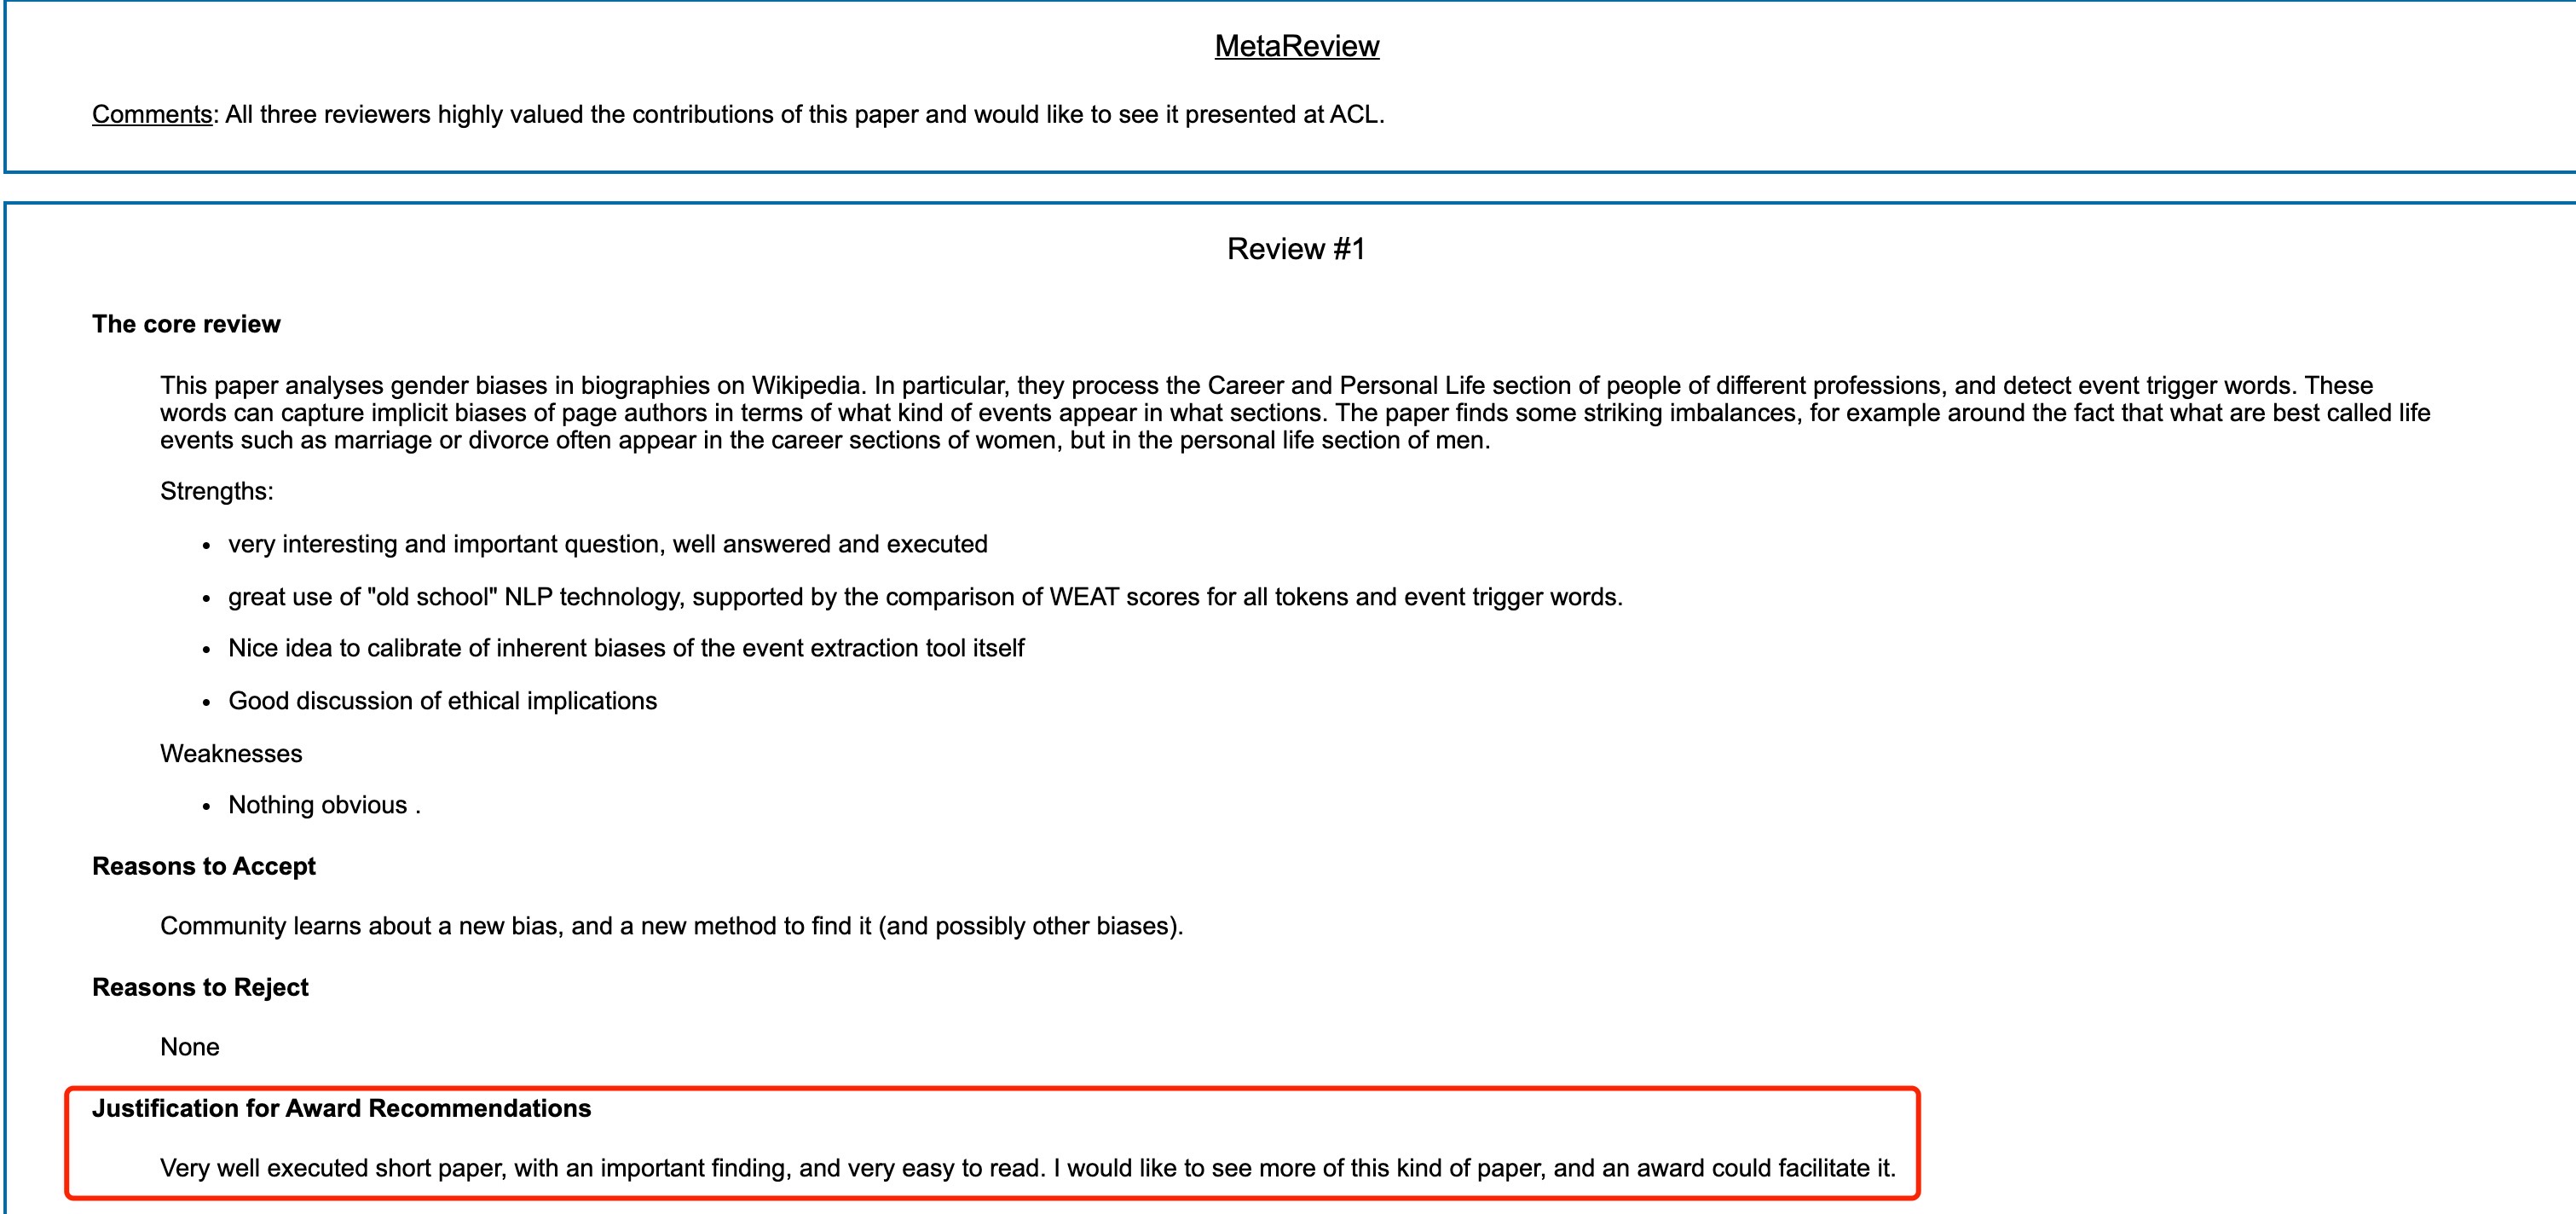 MetaReview
Comments: All three reviewers highly valued the contributions of this paper and would like to see it presented at ACL.
Review #1
The core review
This paper analyses gender biases in biographies on Wikipedia. In particular, they process the Career and Personal Life section of people of different professions, and detect event trigger words. These
words can capture implicit biases of page authors in terms of what kind of events appear in what sections. The paper finds some striking imbalances, for example around the fact that what are best called life
events such as marriage or divorce often appear in the career sections of women, but in the personal life section of men.
Strengths:
• very interesting and important question, well answered and executed
• great use of "old school" NLP technology, supported by the comparison of WEAT scores for all tokens and event trigger words.
• Nice idea to calibrate of inherent biases of the event extraction tool itself
• Good discussion of ethical implications
Weaknesses
• Nothing obvious .
Reasons to Accept
Community learns about a new bias, and a new method to find it (and possibly other biases).
Reasons to Reject
None
Justification for Award Recommendations
Very well executed short paper, with an important finding, and very easy to read. I would like to see more of this kind of paper, and an award could facilitate it.